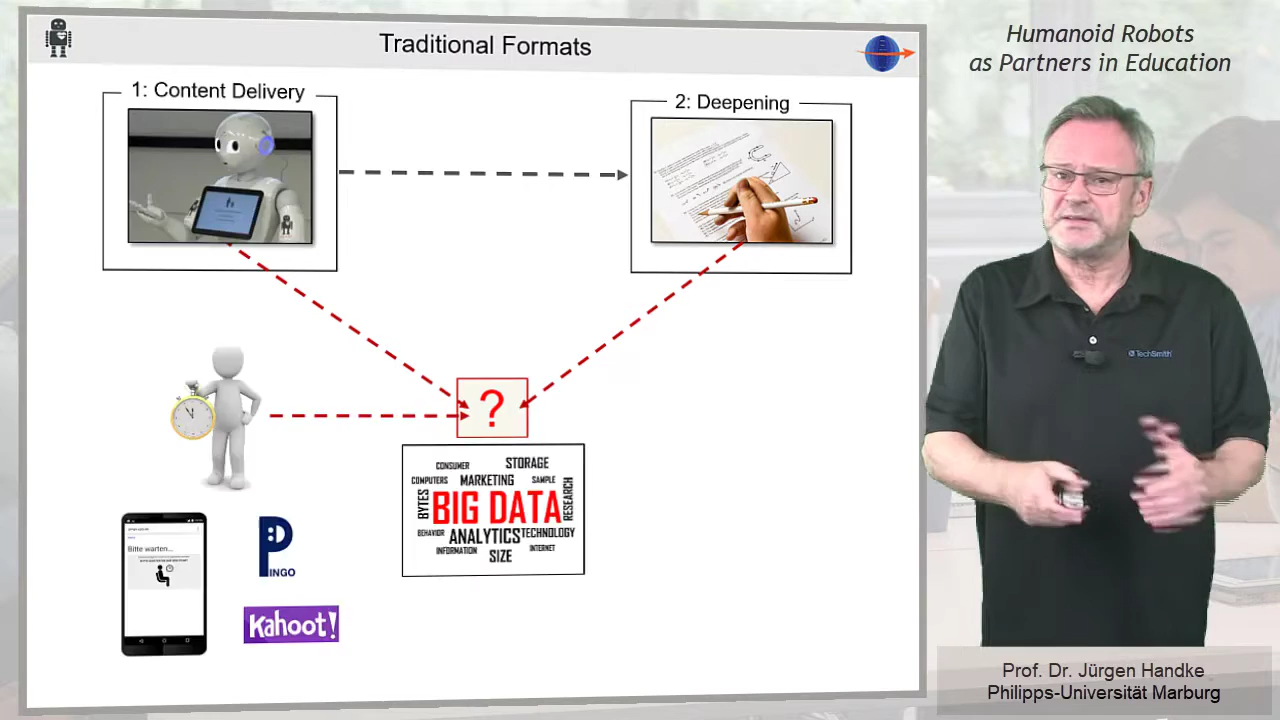 Traditional Formats
Humanoid Robots
as Partners in Education
1: Content Delivery
2: Deepening
?
CONSUMER
STORAGE
COMPUTERS
MARKETING
SAMPLE
BYTES
BIG DATA
RESEARCH
BEHAVIOR
ANALYTICS
TECHNOLOGY
INFORMATION
INTERNET
SIZE
Bitte warten...
PINGO
Kahoot!
TechSmith
Prof. Dr. Jürgen Handke
Philipps-Universität Marburg